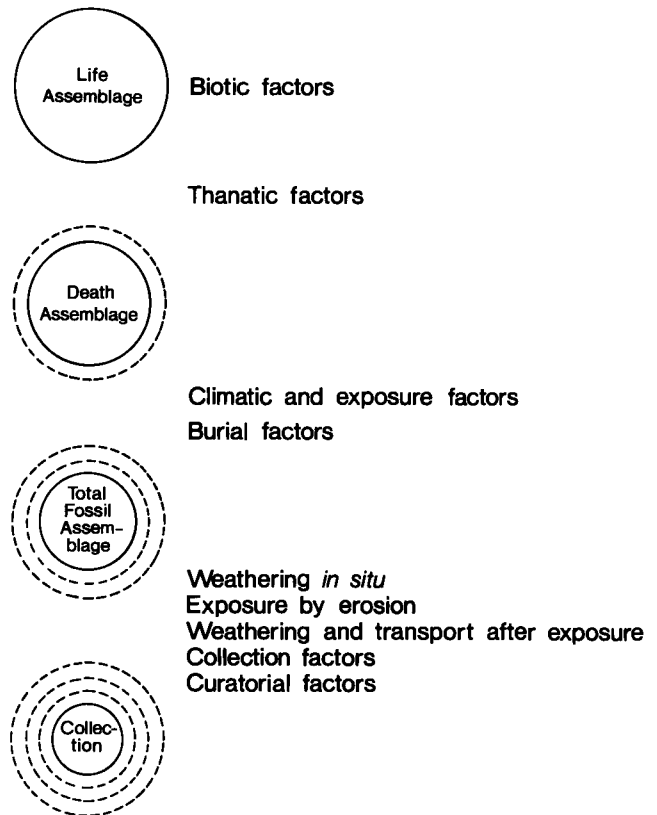 Life
Assemblage
Biotic factors
Thanatic factors
Death
Assemblage
Climatic and exposure factors
Burial factors
Total
Fossil
Assem-
blage
Weathering in situ
Exposure by erosion
Weathering and transport after exposure
Collection factors
Curatorial factors
Collec-
tion